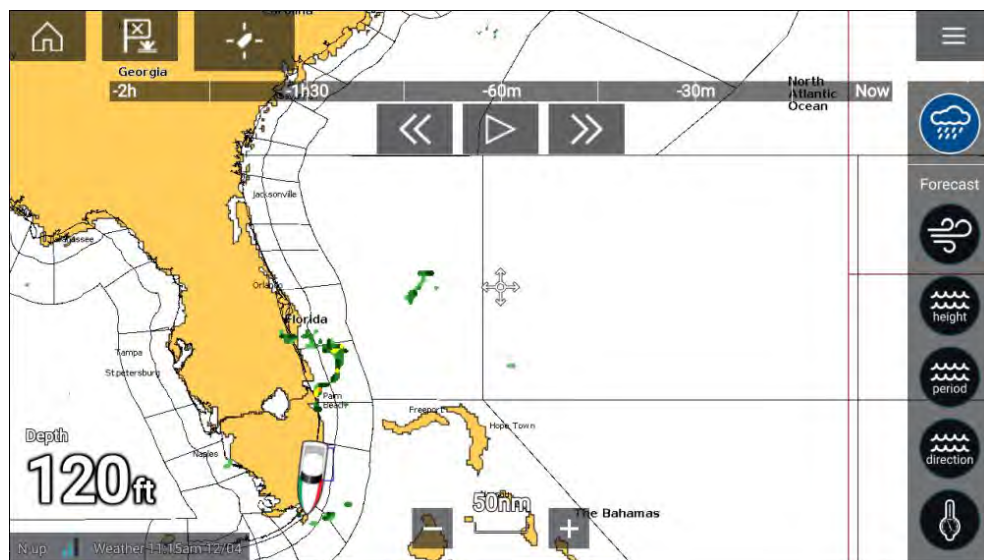 Carolina
Georgia
-2h
-1h30
-60m
-30m
Now
North
Atlantic
Ocean
Jacksonville
Forecast
Orlando
Florida
height
Tampa
St.petersburg
period
Palm
Beach
Freeport
Hope Town
Depth
120ft
Naples
direction
50nm
The Bahamas
N,up Weather 11:15am 12/04